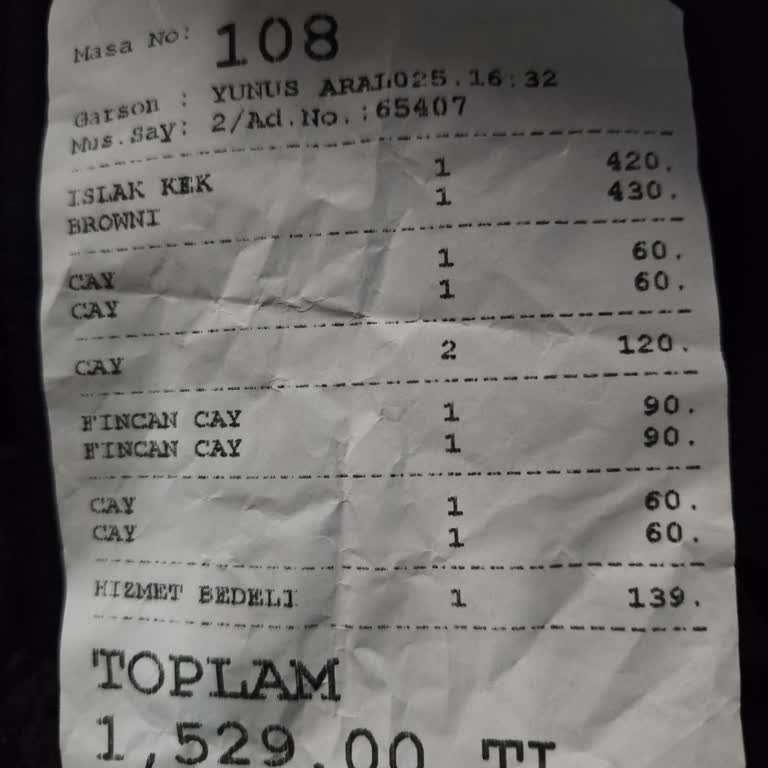 Masa No: 108
Garson : YUNUS ARAL025.16:32
Mus.Say: 2/Ad.No.:65407
ISLAK KEK 1 420.
BROWNI 1 430.
CAY 1 60.
CAY 1 60.
CAY 2 120.
FINCAN CAY 1 90.
FINCAN CAY 1 90.
CAY 1 60.
CAY 1 60.
HIZMET BEDELI 1 139.
TOPLAM
1,529.00 TL